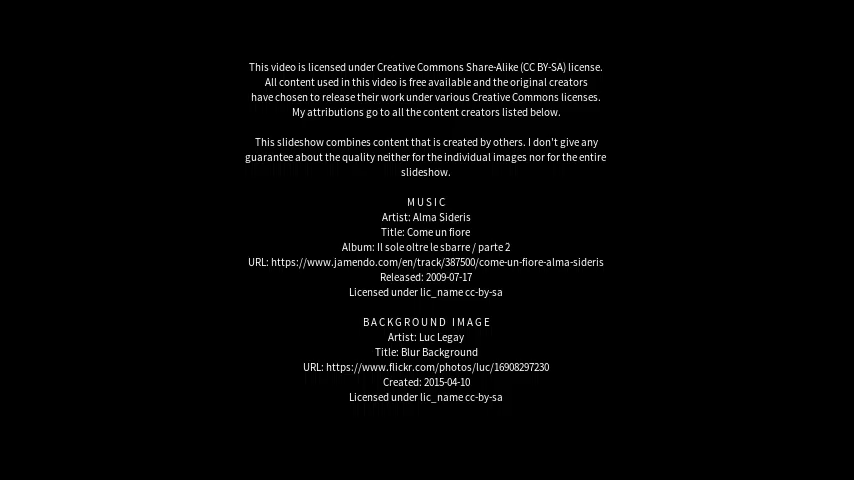 This video is licensed under Creative Commons Share-Alike (CC BY-SA) license.
All content used in this video is free available and the original creators
have chosen to release their work under various Creative Commons licenses.
My attributions go to all the content creators listed below.
This slideshow combines content that is created by others. I don't give any
guarantee about the quality neither for the individual images nor for the entire
slideshow.
M U S I C
Artist: Alma Sideris
Title: Come un fiore
Album: Il sole oltre le sbarre / parte 2
URL: https://www.jamendo.com/en/track/387500/come-un-fiore-alma-sideris
Released: 2009-07-17
Licensed under lic_name cc-by-sa
B A C K G R O U N D   I M A G E
Artist: Luc Legay
Title: Blur Background
URL: https://www.flickr.com/photos/luc/16908297230
Created: 2015-04-10
Licensed under lic_name cc-by-sa